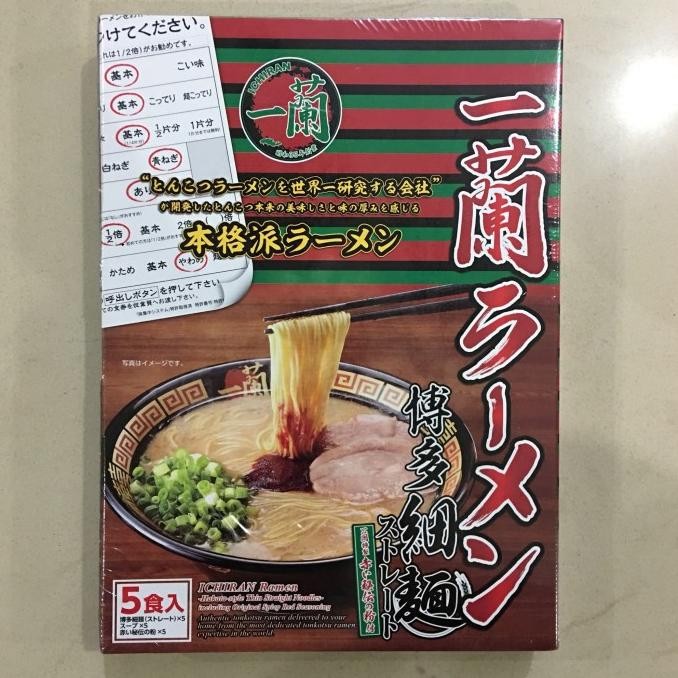 けてください。
は1/2倍)がお勧めです。
基本 こい味
基本 こってり 超こってり
基本 1/2片分 1片分
白ねぎ 青ねぎ
あり
1/2倍 基本 2倍
かため 基本 やわめ
呼出しボタンを押して下さい
ICHIRAN
一蘭
“とんこつラーメンを世界一研究する会社”
が開発したとんこつ本来の美味しさと味の厚みを感じる
本格派ラーメン
一蘭ラーメン
写真はイメージです。
一蘭
博多細麺
ストレート
一蘭特製 赤い秘伝の粉付
5食入
博多細麺(ストレート)×5
スープ×5
赤い秘伝の粉×5
ICHIRAN Ramen
-Hakata-style Thin Straight Noodles-
including Original Spicy Red Seasoning
Authentic tonkotsu ramen delivered to your
home from the most dedicated tonkotsu ramen
expertise in the world